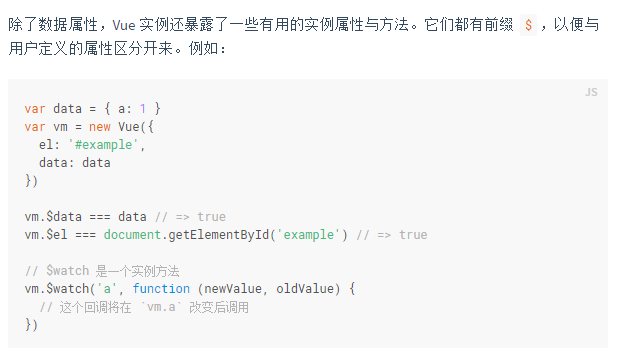 除了数据属性，Vue 实例还暴露了一些有用的实例属性与方法。它们都有前缀 $，以便与
用户定义的属性区分开来。例如：
JS
var data = { a: 1 }
var vm = new Vue({
  el: '#example',
  data: data
})

vm.$data === data // => true
vm.$el === document.getElementById('example') // => true

// $watch 是一个实例方法
vm.$watch('a', function (newValue, oldValue) {
  // 这个回调将在 `vm.a` 改变后调用
})